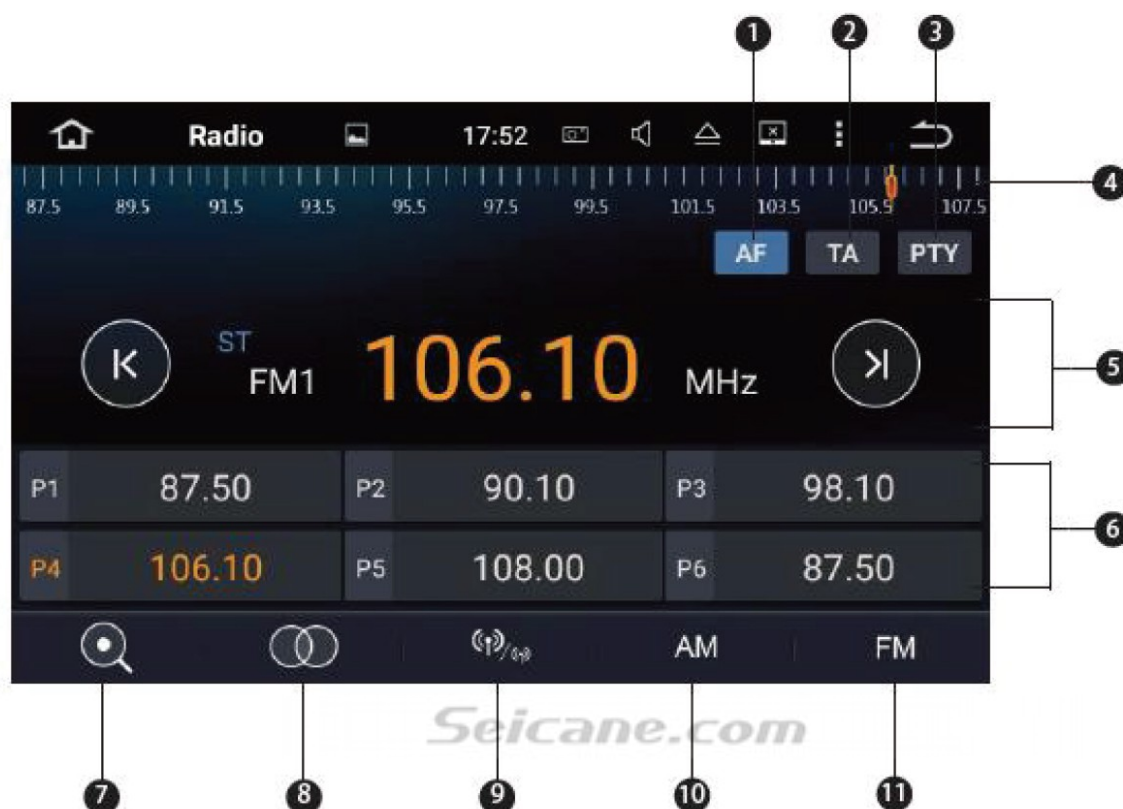 1 2 3
Radio 17:52
4
87.5 89.5 91.5 93.5 95.5 97.5 99.5 101.5 103.5 105.5 107.5
AF TA PTY
ST
FM1 106.10 MHz
5
P1 87.50 P2 90.10 P3 98.10
6
P4 106.10 P5 108.00 P6 87.50
AM FM
Seicane.com
7 8 9 10 11